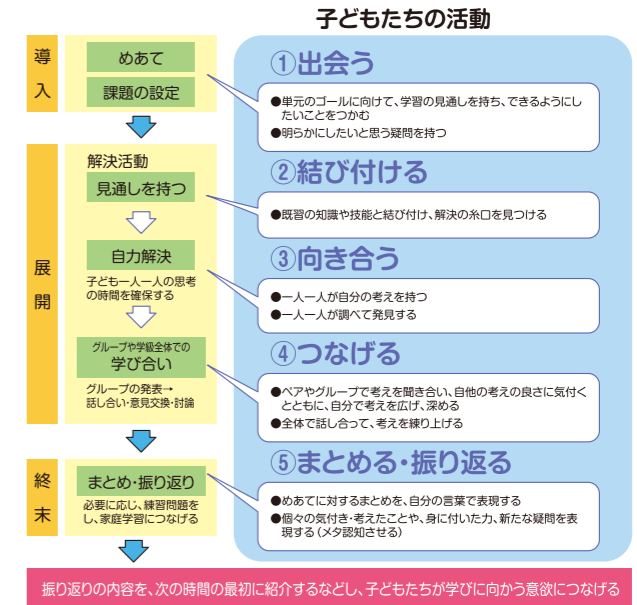 子どもたちの活動
導入
めあて
課題の設定
①出会う
●単元のゴールに向けて、学習の見通しを持ち、できるようにし
たいことをつかむ
●明らかにしたいと思う疑問を持つ
展開
解決活動
見通しを持つ
②結び付ける
●既習の知識や技能と結び付け、解決の糸口を見つける
自力解決
子ども一人一人の思考
の時間を確保する
③向き合う
●一人一人が自分の考えを持つ
●一人一人が調べて発見する
グループや学級全体での
学び合い
グループの発表→
話し合い・意見交換・討論
④つなげる
●ペアやグループで考えを聞き合い、自他の考えの良さに気付く
とともに、自分で考えを広げ、深める
●全体で話し合って、考えを練り上げる
終末
まとめ・振り返り
必要に応じ、練習問題を
し、家庭学習につなげる
⑤まとめる・振り返る
●めあてに対するまとめを、自分の言葉で表現する
●個々の気付き・考えたことや、身に付いた力、新たな疑問を表
現する(メタ認知させる)
振り返りの内容を、次の時間の最初に紹介するなどし、子どもたちが学びに向かう意欲につなげる